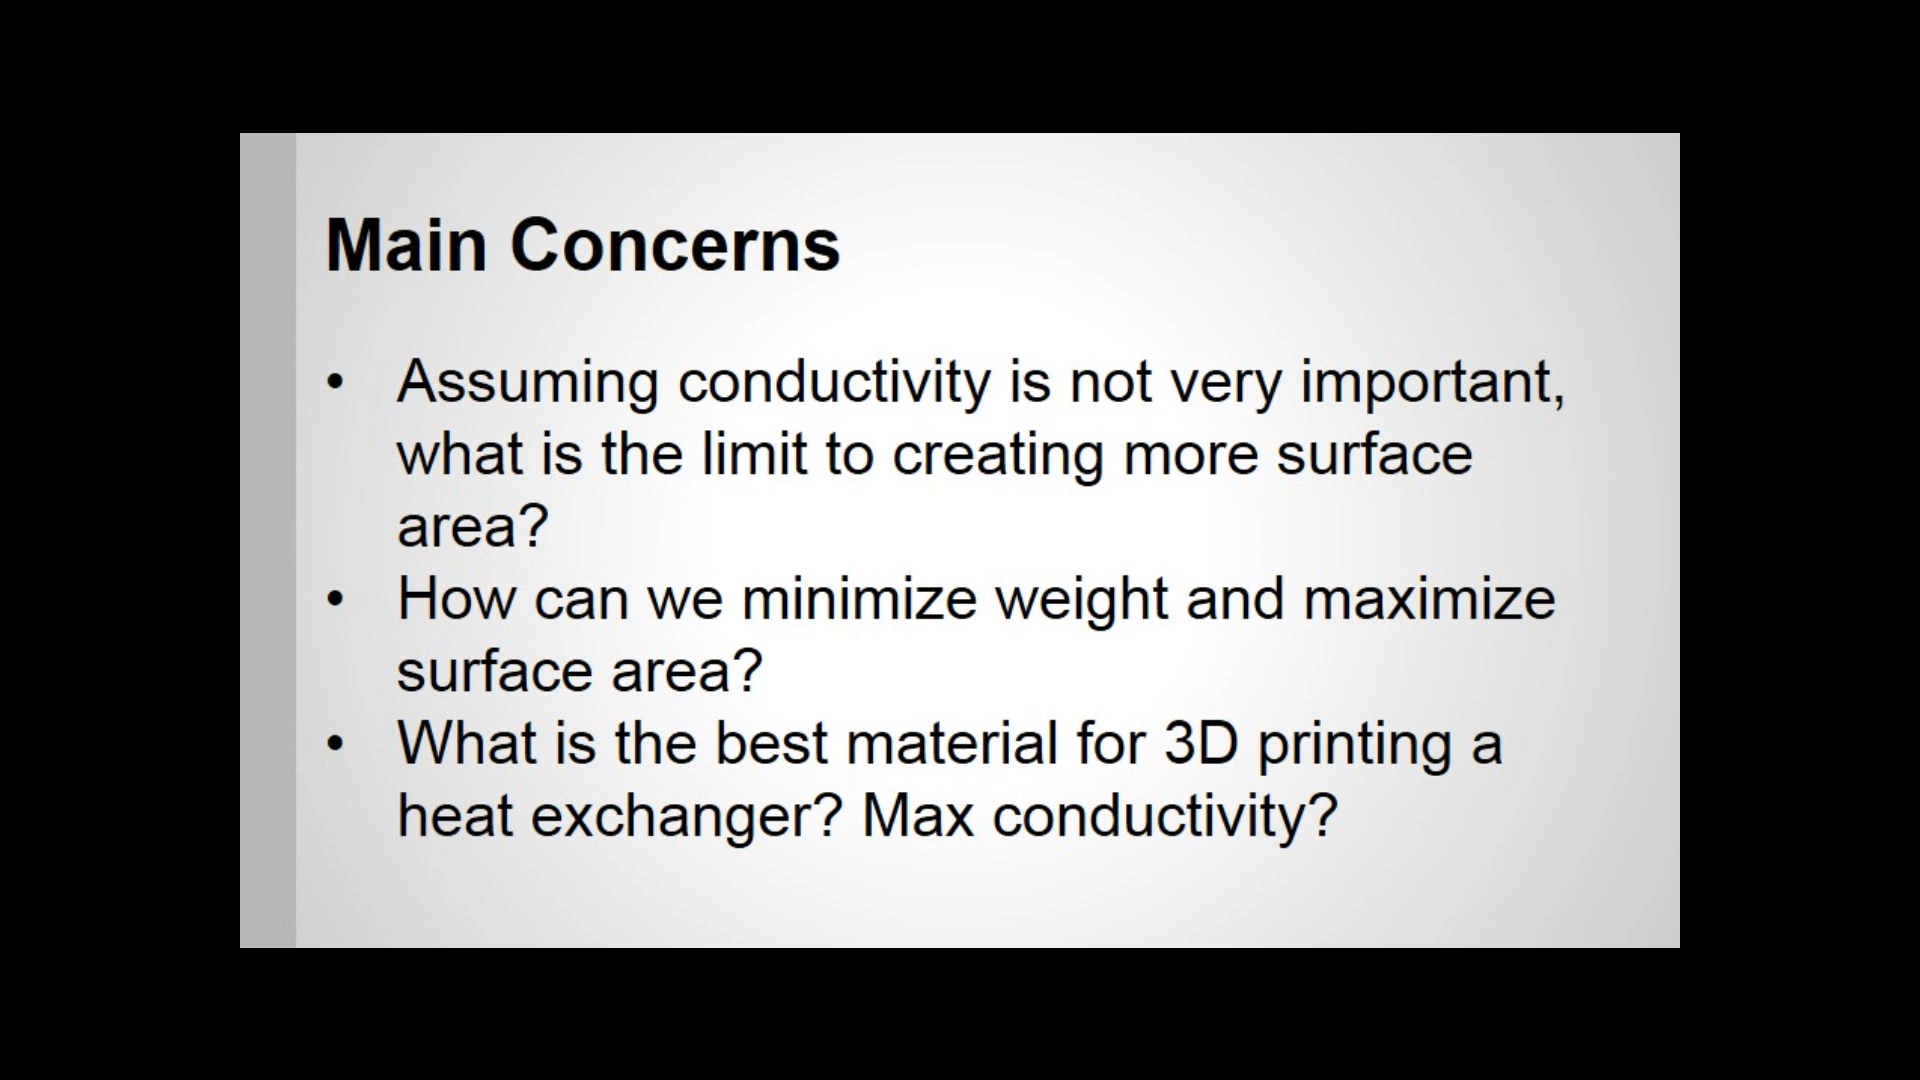 Main Concerns
• Assuming conductivity is not very important,
what is the limit to creating more surface
area?
• How can we minimize weight and maximize
surface area?
• What is the best material for 3D printing a
heat exchanger? Max conductivity?